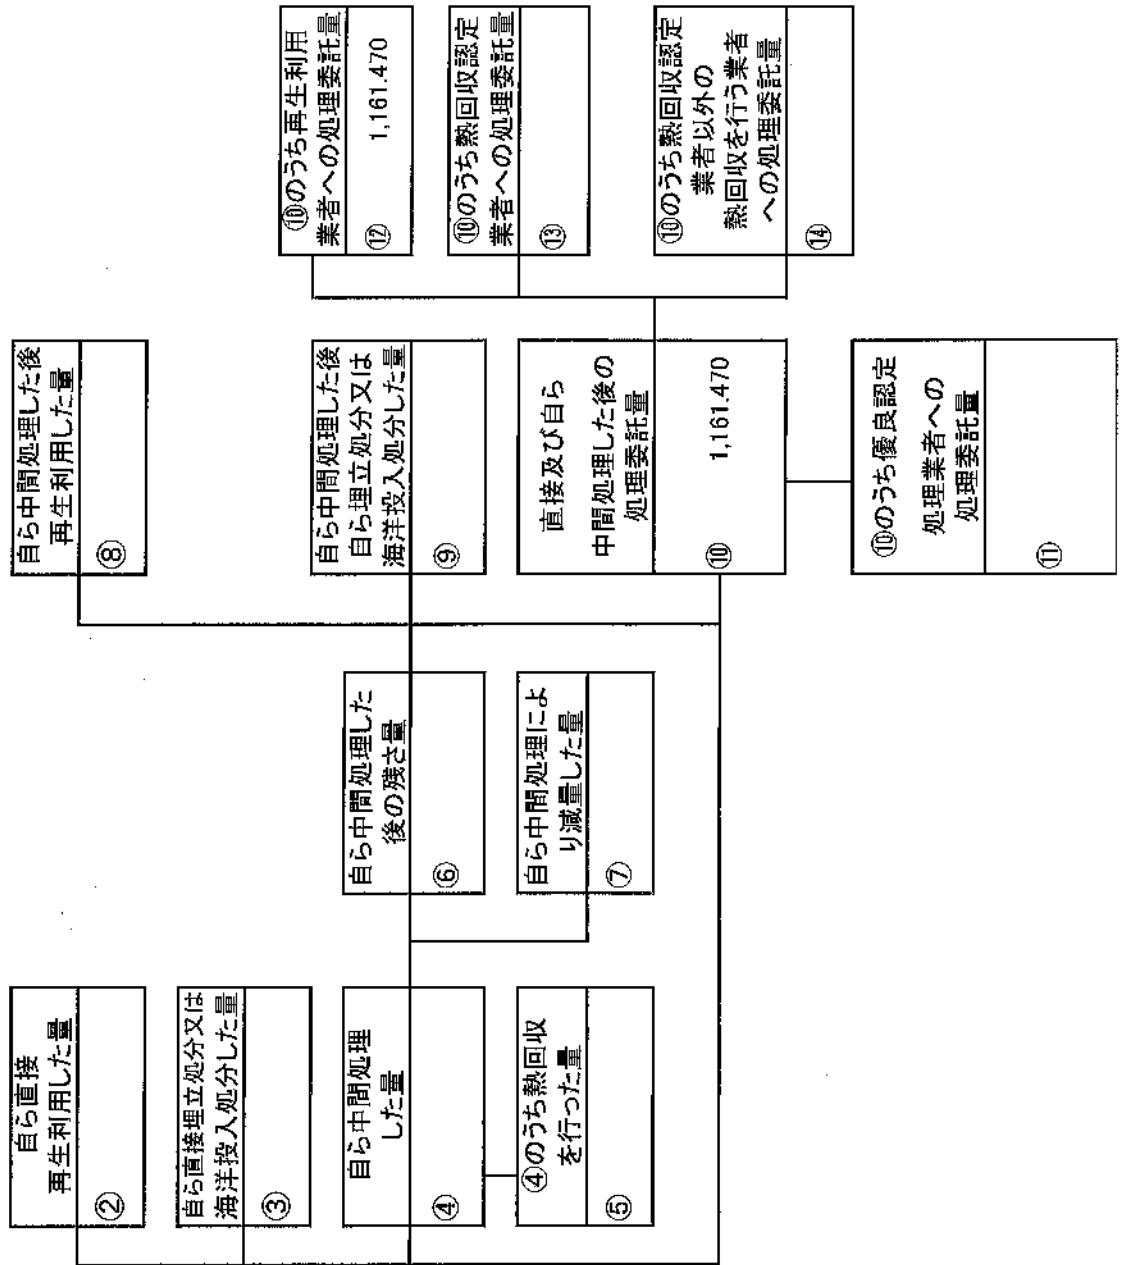 自ら直接
再生利用した量
②
自ら直接埋立処分又は
海洋投入処分した量
③
自ら中間処理
した量
④
④のうち熱回収
を行った量
⑤
自ら中間処理した
後の残さ量
⑥
自ら中間処理によ
り減量した量
⑦
自ら中間処理した後
再生利用した量
⑧
自ら中間処理した後
自ら埋立処分又は
海洋投入処分した量
⑨
直接及び自ら
中間処理した後の
処理委託量
⑩ 1,161.470
⑩のうち優良認定
処理業者への
処理委託量
⑪
⑩のうち再生利用
業者への処理委託量
⑫ 1,161.470
⑩のうち熱回収認定
業者への処理委託量
⑬
⑩のうち熱回収認定
業者以外の
熱回収を行う業者
への処理委託量
⑭